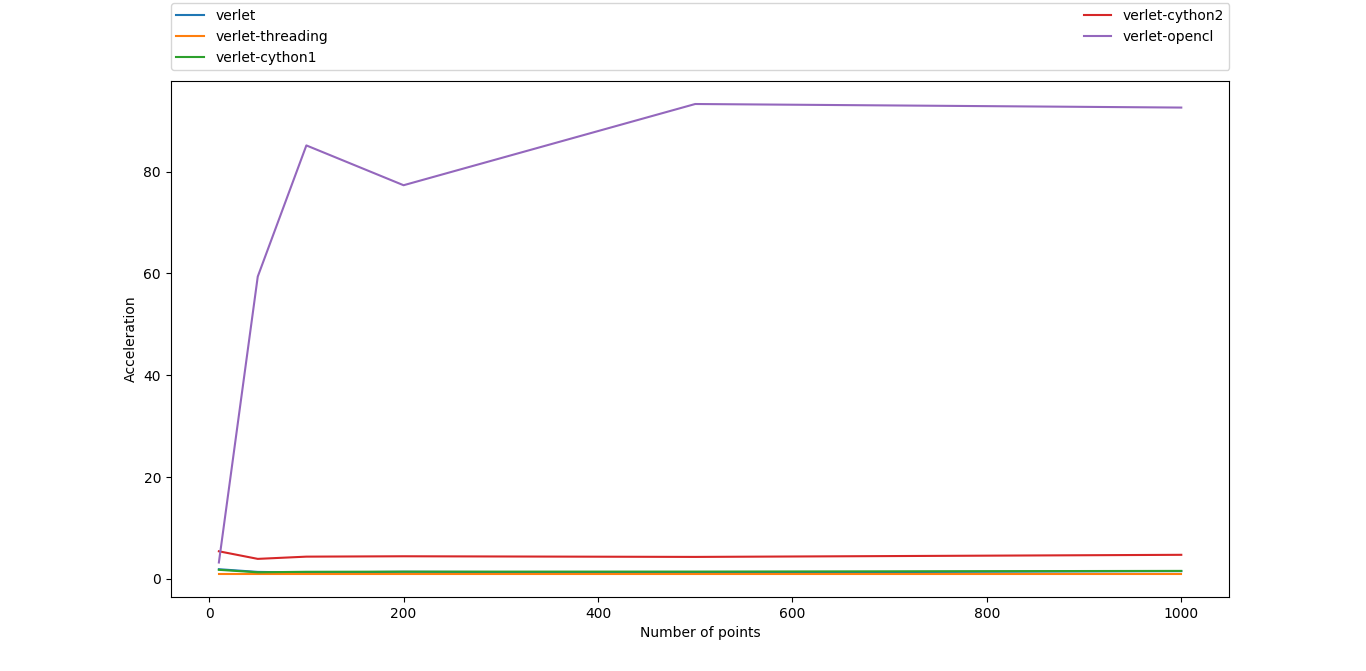 verlet
verlet-threading
verlet-cython1
verlet-cython2
verlet-opencl
80
60
40
20
0
Acceleration
0 200 400 600 800 1000
Number of points